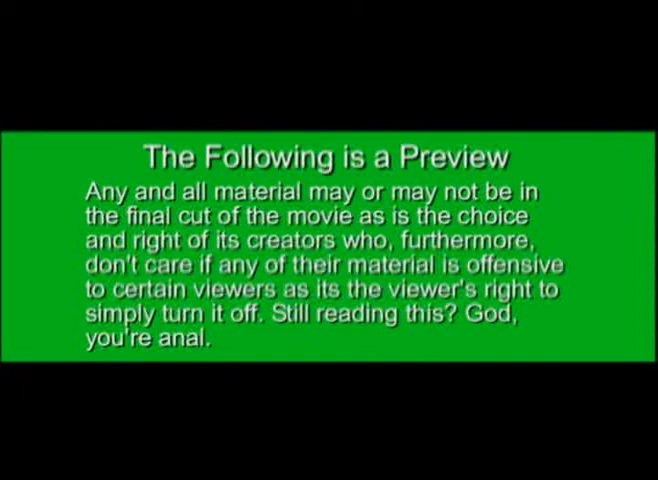 The Following is a Preview
Any and all material may or may not be in
the final cut of the movie as is the choice
and right of its creators who, furthermore,
don't care if any of their material is offensive
to certain viewers as its the viewer's right to
simply turn it off. Still reading this? God,
you're anal.